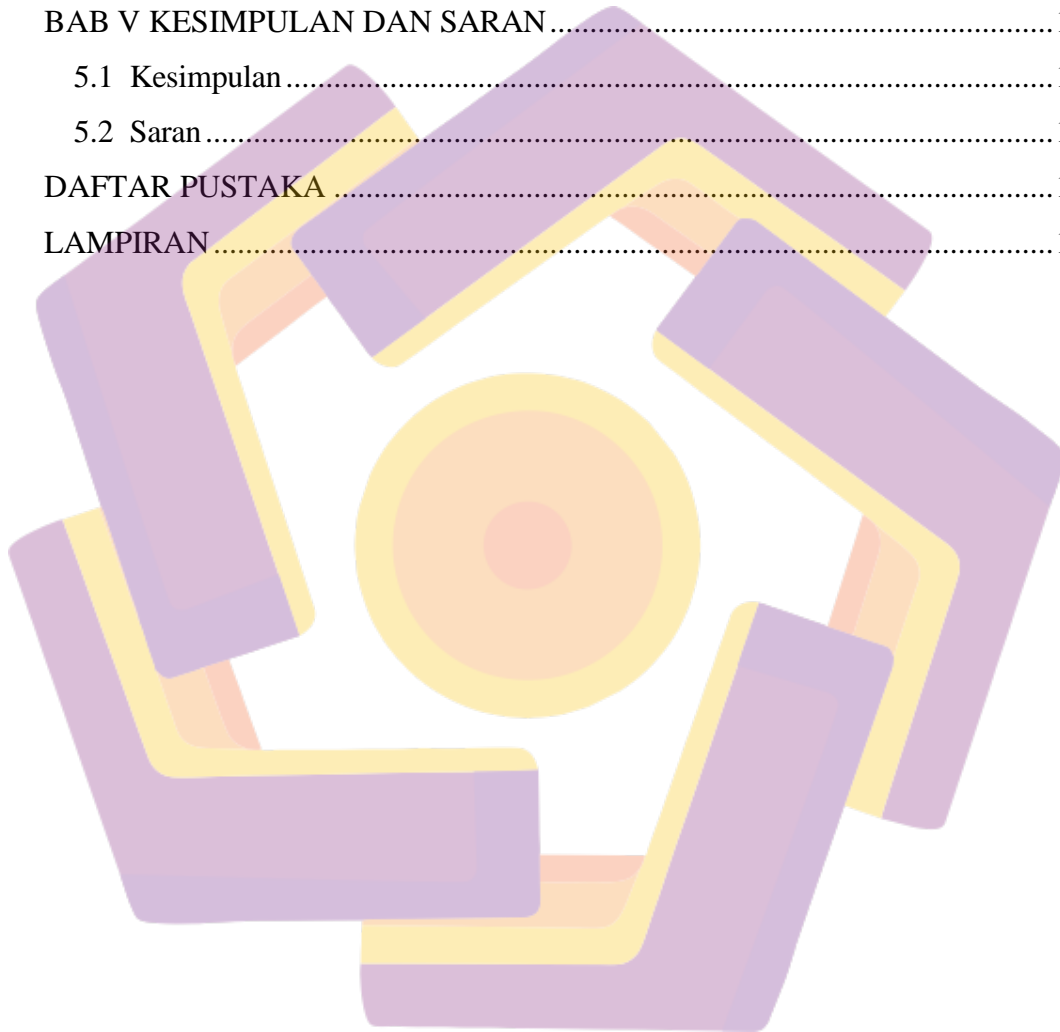 BAB V KESIMPULAN DAN SARAN........................................................
5.1 Kesimpulan........................................................................................
5.2 Saran.................................................................................................
DAFTAR PUSTAKA ................................................................................
LAMPIRAN..............................................................................................